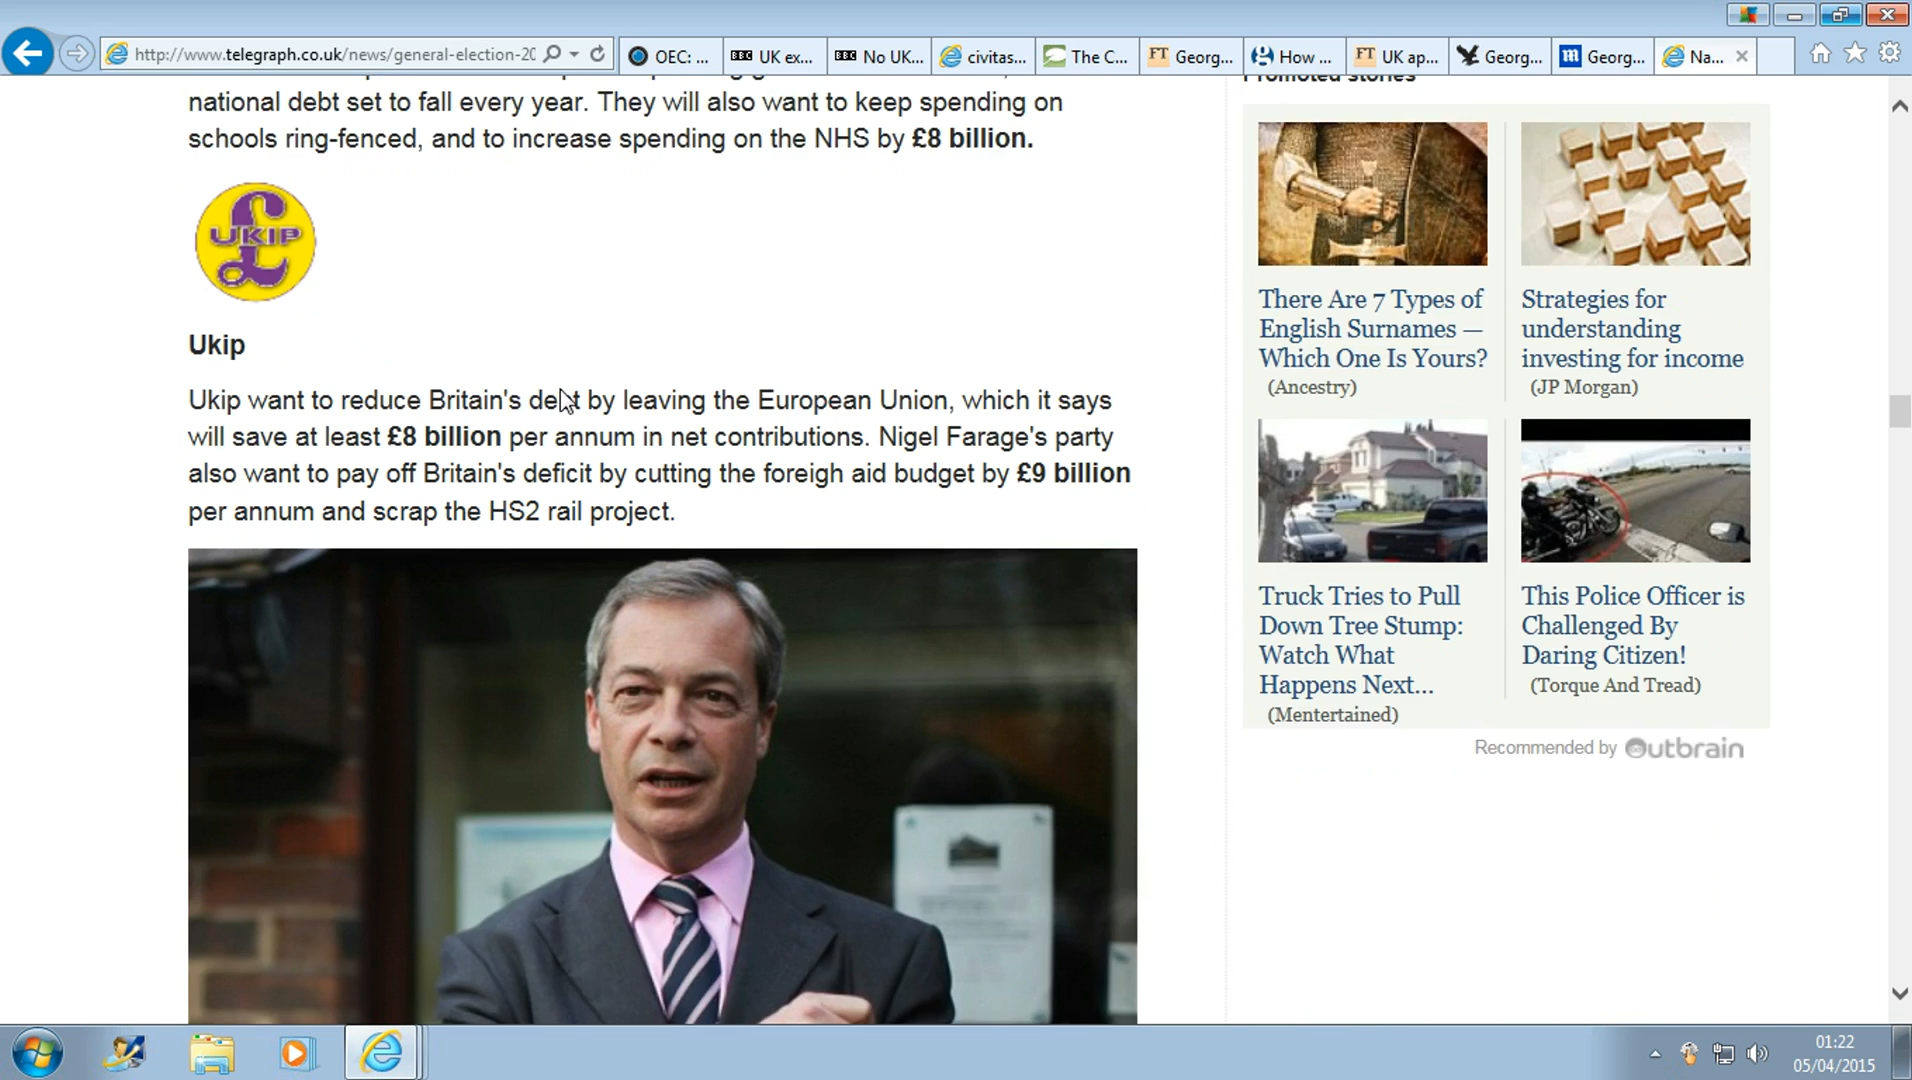 http://www.telegraph.co.uk/news/general-election-20
OEC: ...
UK ex...
No UK...
civitas...
The C...
Georg...
How ...
UK ap...
Georg...
Georg...
Na...
national debt set to fall every year. They will also want to keep spending on
schools ring-fenced, and to increase spending on the NHS by £8 billion.
UKIP
Ukip
Ukip want to reduce Britain's debt by leaving the European Union, which it says
will save at least £8 billion per annum in net contributions. Nigel Farage's party
also want to pay off Britain's deficit by cutting the foreigh aid budget by £9 billion
per annum and scrap the HS2 rail project.
Promoted stories
There Are 7 Types of
English Surnames —
Which One Is Yours?
(Ancestry)
Strategies for
understanding
investing for income
(JP Morgan)
Truck Tries to Pull
Down Tree Stump:
Watch What
Happens Next...
(Mentertained)
This Police Officer is
Challenged By
Daring Citizen!
(Torque And Tread)
Recommended by Outbrain
01:22
05/04/2015